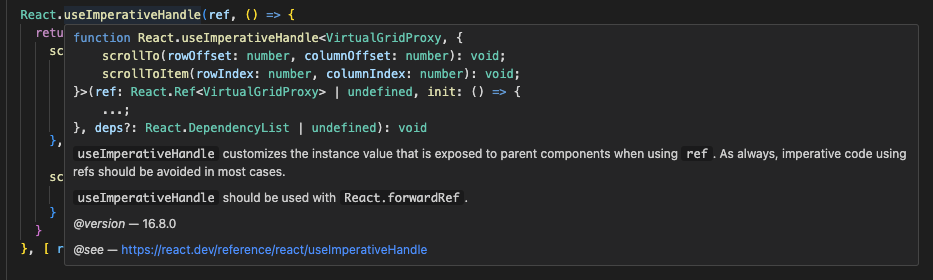 React.useImperativeHandle(ref, () => {
retu
function React.useImperativeHandle<VirtualGridProxy, {
sc
scrollTo(rowOffset: number, columnOffset: number): void;
scrollToItem(rowIndex: number, columnIndex: number): void;
}>(ref: React.Ref<VirtualGridProxy> | undefined, init: () => {
...;
}, deps?: React.DependencyList | undefined): void
},
useImperativeHandle customizes the instance value that is exposed to parent components when using ref. As always, imperative code using
refs should be avoided in most cases.
sc
useImperativeHandle should be used with React.forwardRef.
}
@version — 16.8.0
}
}, [ r
@see — https://react.dev/reference/react/useImperativeHandle